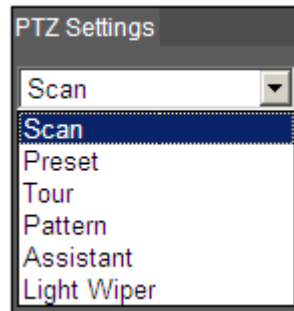 PTZ Settings
Scan
Scan
Preset
Tour
Pattern
Assistant
Light Wiper